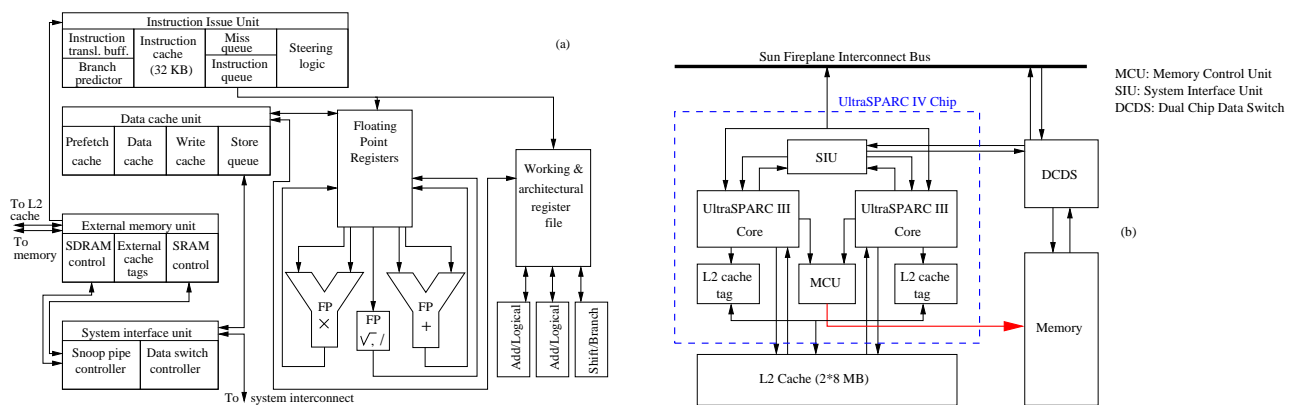 Instruction Issue Unit
Instruction
transl. buff.
Branch
predictor
Instruction
cache
(32 KB)
Miss
queue
Instruction
queue
Steering
logic
(a)
Data cache unit
Prefetch
cache
Data
cache
Write
cache
Store
queue
Floating
Point
Registers
Working &
architectural
register
file
To L2
cache
To
memory
External memory unit
SDRAM
control
External
cache
tags
SRAM
control
System interface unit
Snoop pipe
controller
Data switch
controller
FP
×
FP
√, /
FP
+
Add/Logical
Add/Logical
Shift/Branch
To system interconnect
Sun Fireplane Interconnect Bus
MCU: Memory Control Unit
SIU: System Interface Unit
DCDS: Dual Chip Data Switch
UltraSPARC IV Chip
SIU
DCDS
UltraSPARC III
Core
UltraSPARC III
Core
(b)
L2 cache
tag
MCU
L2 cache
tag
Memory
L2 Cache (2*8 MB)